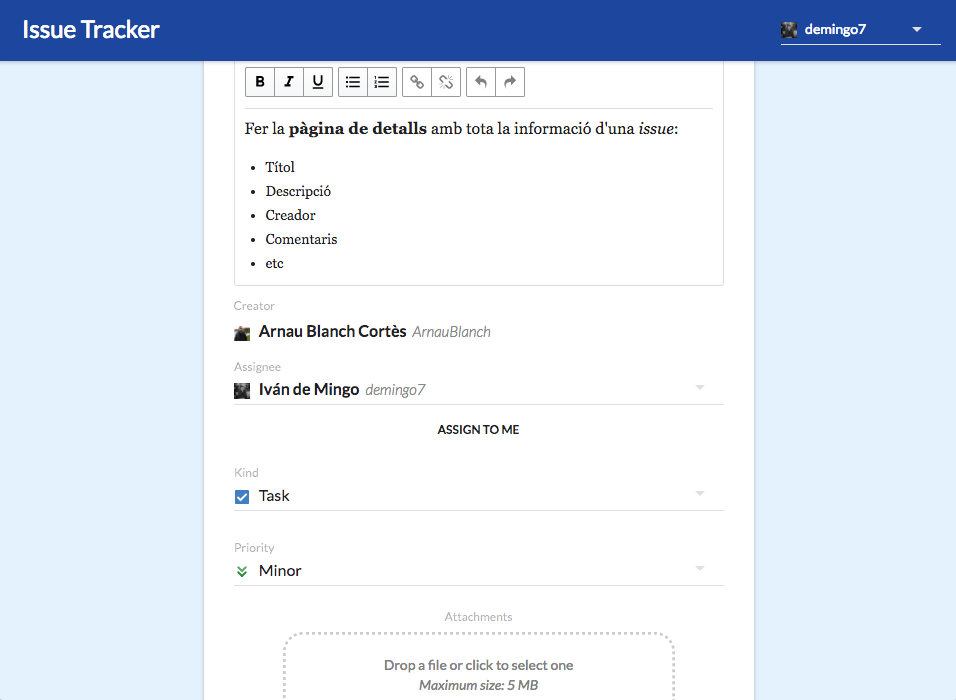 Issue Tracker
demingo7
B I U
Fer la pàgina de detalls amb tota la informació d'una issue:
Títol
Descripció
Creador
Comentaris
etc
Creator
Arnau Blanch Cortès ArnauBlanch
Assignee
Iván de Mingo demingo7
ASSIGN TO ME
Kind
Task
Priority
Minor
Attachments
Drop a file or click to select one
Maximum size: 5 MB